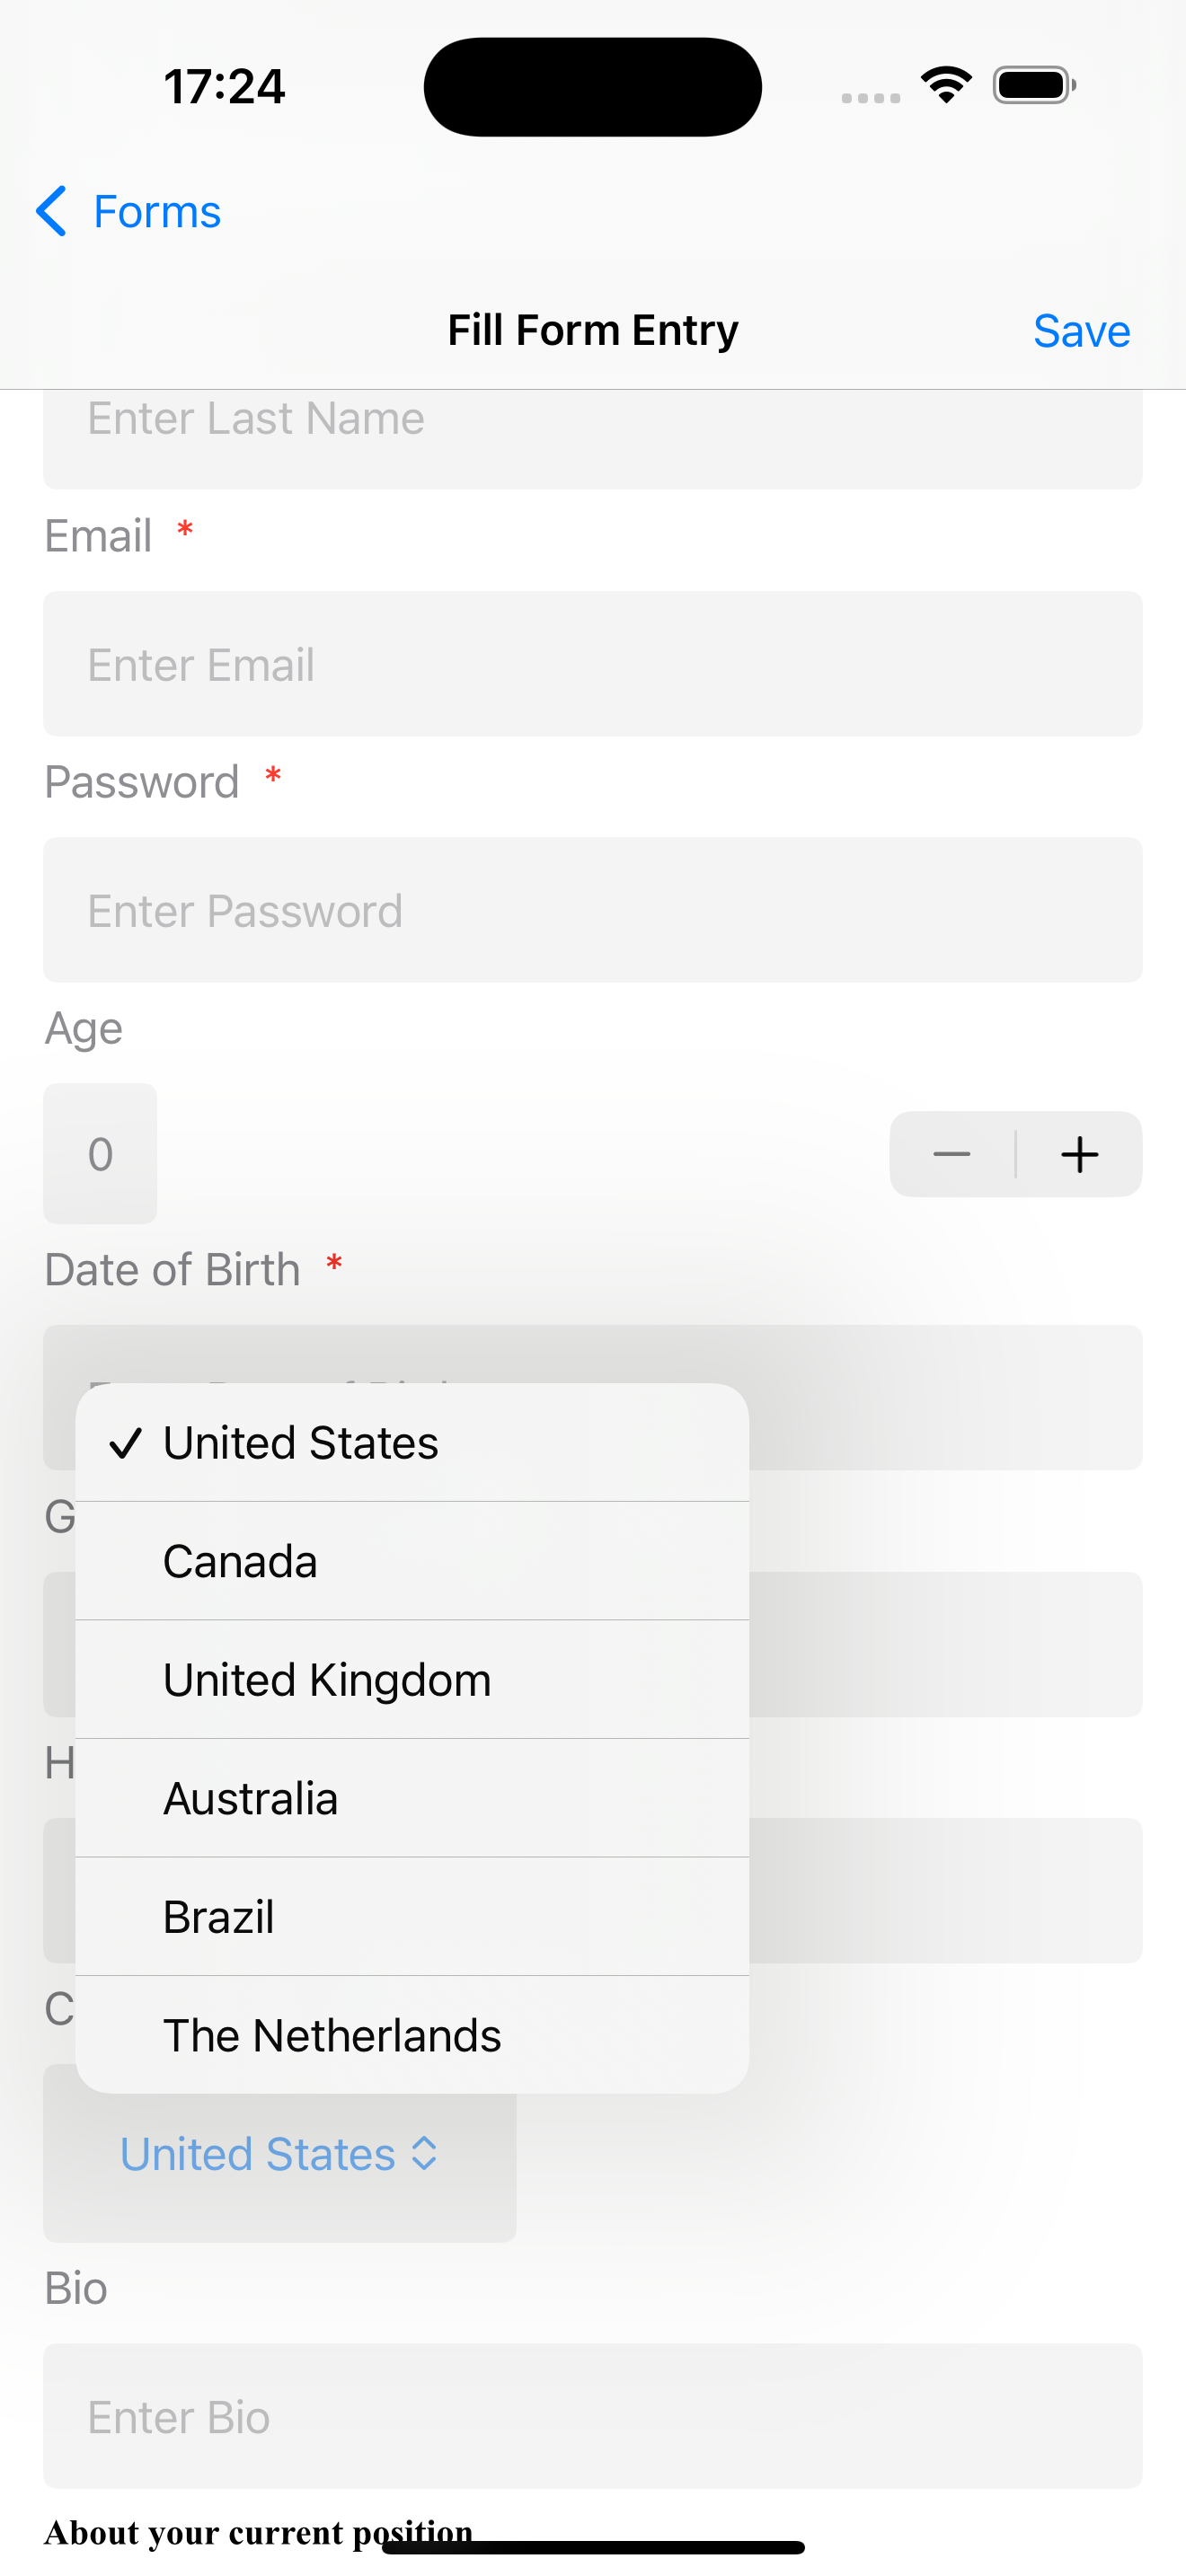 17:24
Forms
Fill Form Entry
Save
Enter Last Name
Email *
Enter Email
Password *
Enter Password
Age
0
Date of Birth *
✓ United States
Canada
United Kingdom
Australia
Brazil
The Netherlands
G
H
C
United States
Bio
Enter Bio
About your current position